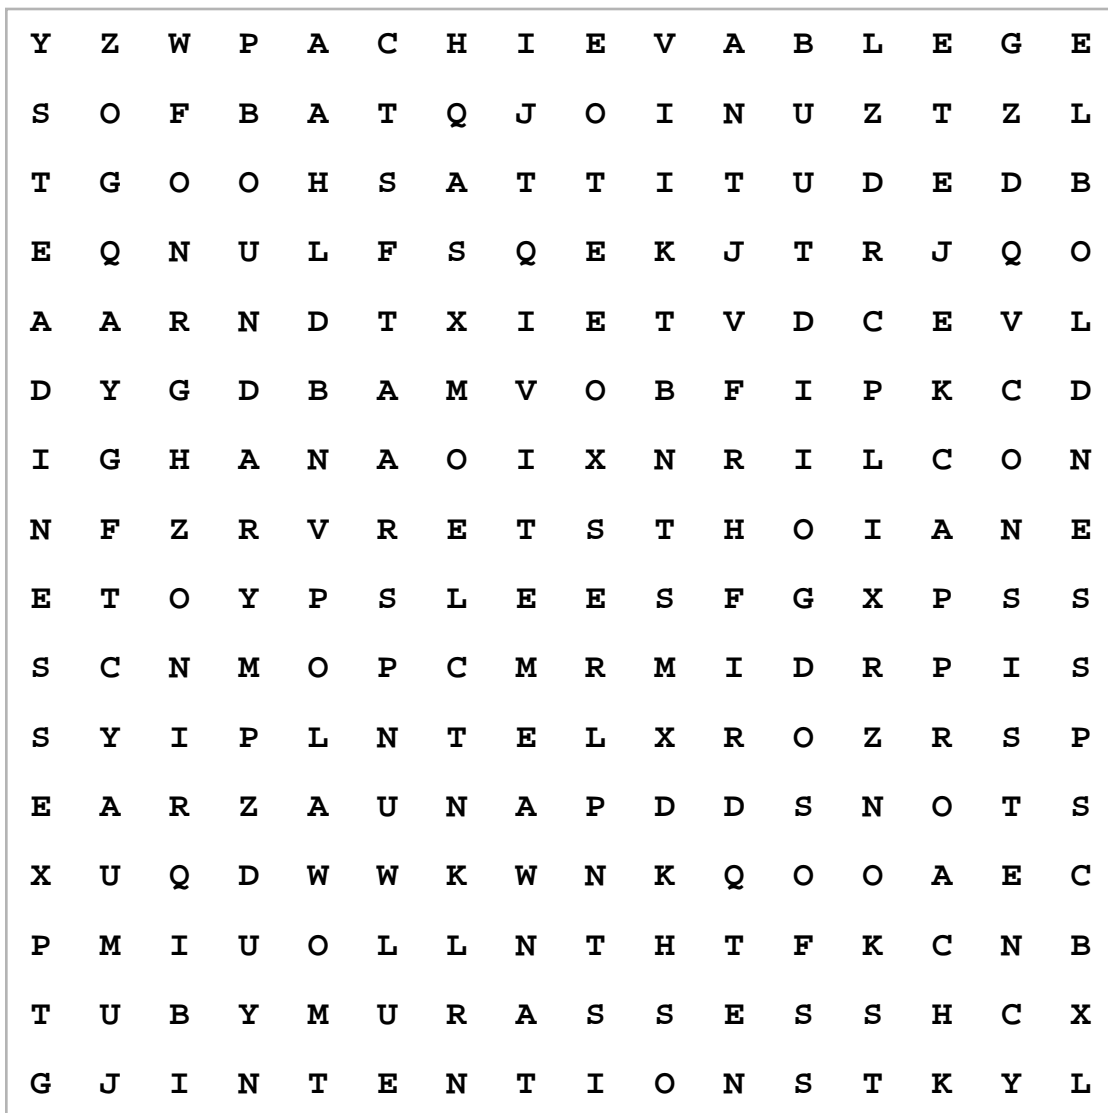 Y Z W P A C H I E V A B L E G E
S O F B A T Q J O I N U Z T Z L
T G O O H S A T T I T U D E D B
E Q N U L F S Q E K J T R J Q O
A A R N D T X I E T V D C E V L
D Y G D B A M V O B F I P K C D
I G H A N A O I X N R I L C O N
N F Z R V R E T S T H O I A N E
E T O Y P S L E E S F G X P S S
S C N M O P C M R M I D R P I S
S Y I P L N T E L X R O Z R S P
E A R Z A U N A P D D S N O T S
X U Q D W W K W N K Q O O A E C
P M I U O L L N T H T F K C N B
T U B Y M U R A S S E S S H C X
G J I N T E N T I O N S T K Y L